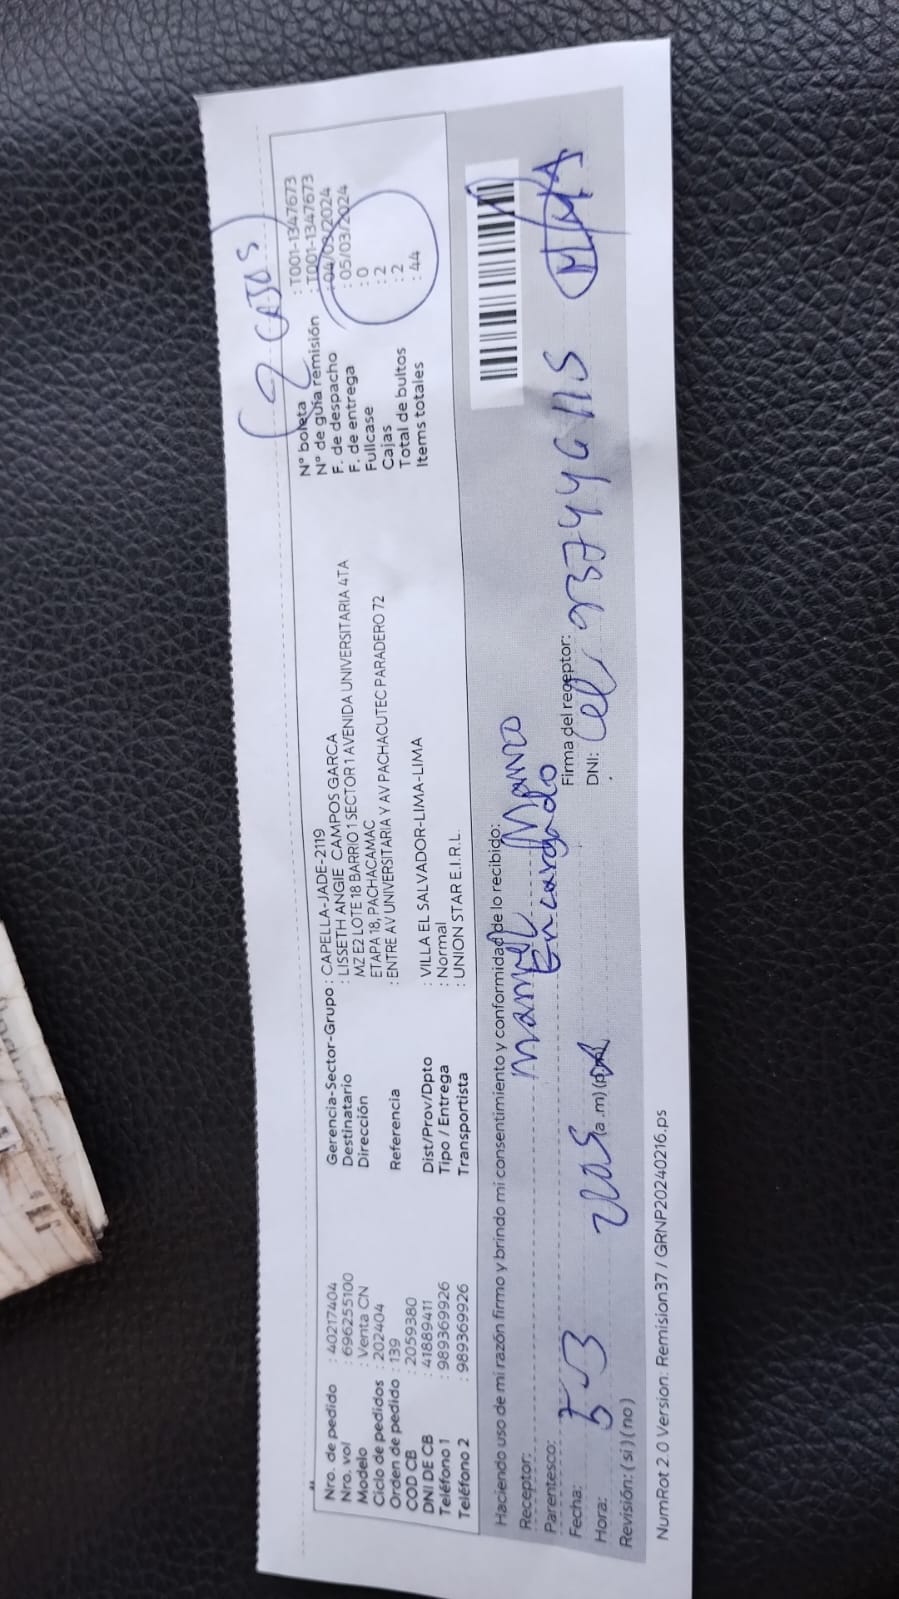 (2 CAJAS)
Nro. de pedido : 40217404
Nro. vol : 696255100
Modelo : Venta CN
Ciclo de pedidos : 202404
Orden de pedido : 139
COD CB : 2059380
DNI DE CB : 41889411
Teléfono 1 : 989369926
Teléfono 2 : 989369926
Gerencia-Sector-Grupo : CAPELLA-JADE-2119
Destinatario : LISSETH ANGIE CAMPOS GARCA
Dirección : MZ E2 LOTE 18 BARRIO 1 SECTOR 1 AVENIDA UNIVERSITARIA 4TA
ETAPA 18, PACHACAMAC
Referencia : ENTRE AV UNIVERSITARIA Y AV PACHACUTEC PARADERO 72
Dist/Prov/Dpto : VILLA EL SALVADOR-LIMA-LIMA
Tipo / Entrega : Normal
Transportista : UNION STAR E.I.R.L.
N° boleta : T001-1347673
N° de guía remisión : T001-1347673
F. de despacho : 04/03/2024
F. de entrega : 05/03/2024
Fullcase : 0
Cajas : 2
Total de bultos : 2
Items totales : 44
Haciendo uso de mi razón firmo y brindo mi consentimiento y conformidad de lo recibido:
Receptor: Manuel Manco
Parentesco: Encargado
Fecha: 5/3
Firma del receptor:
Hora: (a.m)
DNI: Cel
Revisión: ( si ) ( no )
NumRot 2.0 Version: Remision37 / GRNP20240216.ps